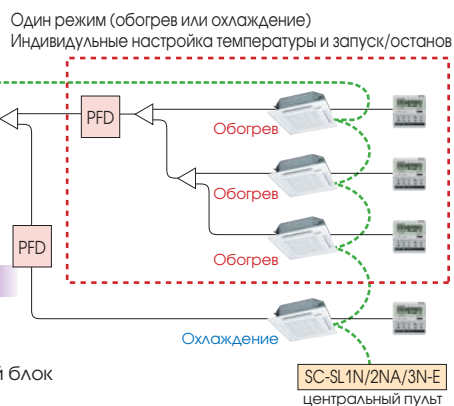 Один режим (обогрев или охлаждение)
Индивидульные настройка температуры и запуск/останов
PFD
Обогрев
Обогрев
PFD
Обогрев
Охлаждение
й блок
SC-SL1N/2NA/3N-E
центральный пульт